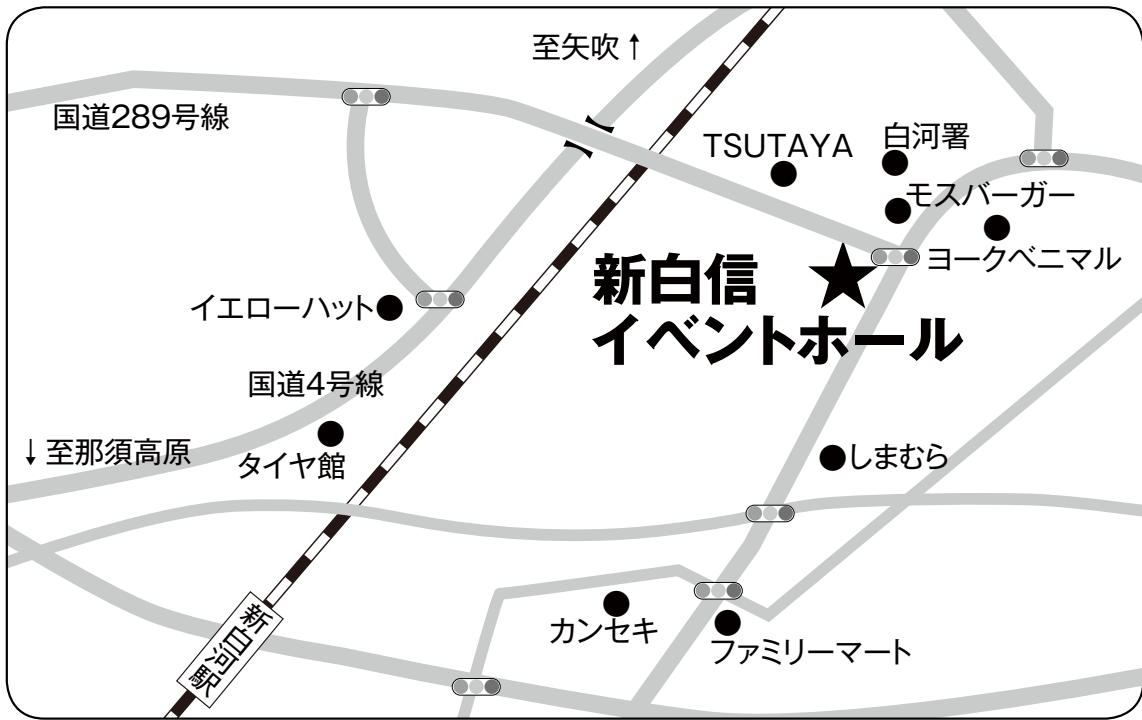 至矢吹↑
国道289号線
TSUTAYA
白河署
モスバーガー
ヨークベニマル
新白信
イベントホール
イエローハット
国道4号線
↓至那須高原
タイヤ館
しまむら
新白河駅
カンセキ
ファミリーマート